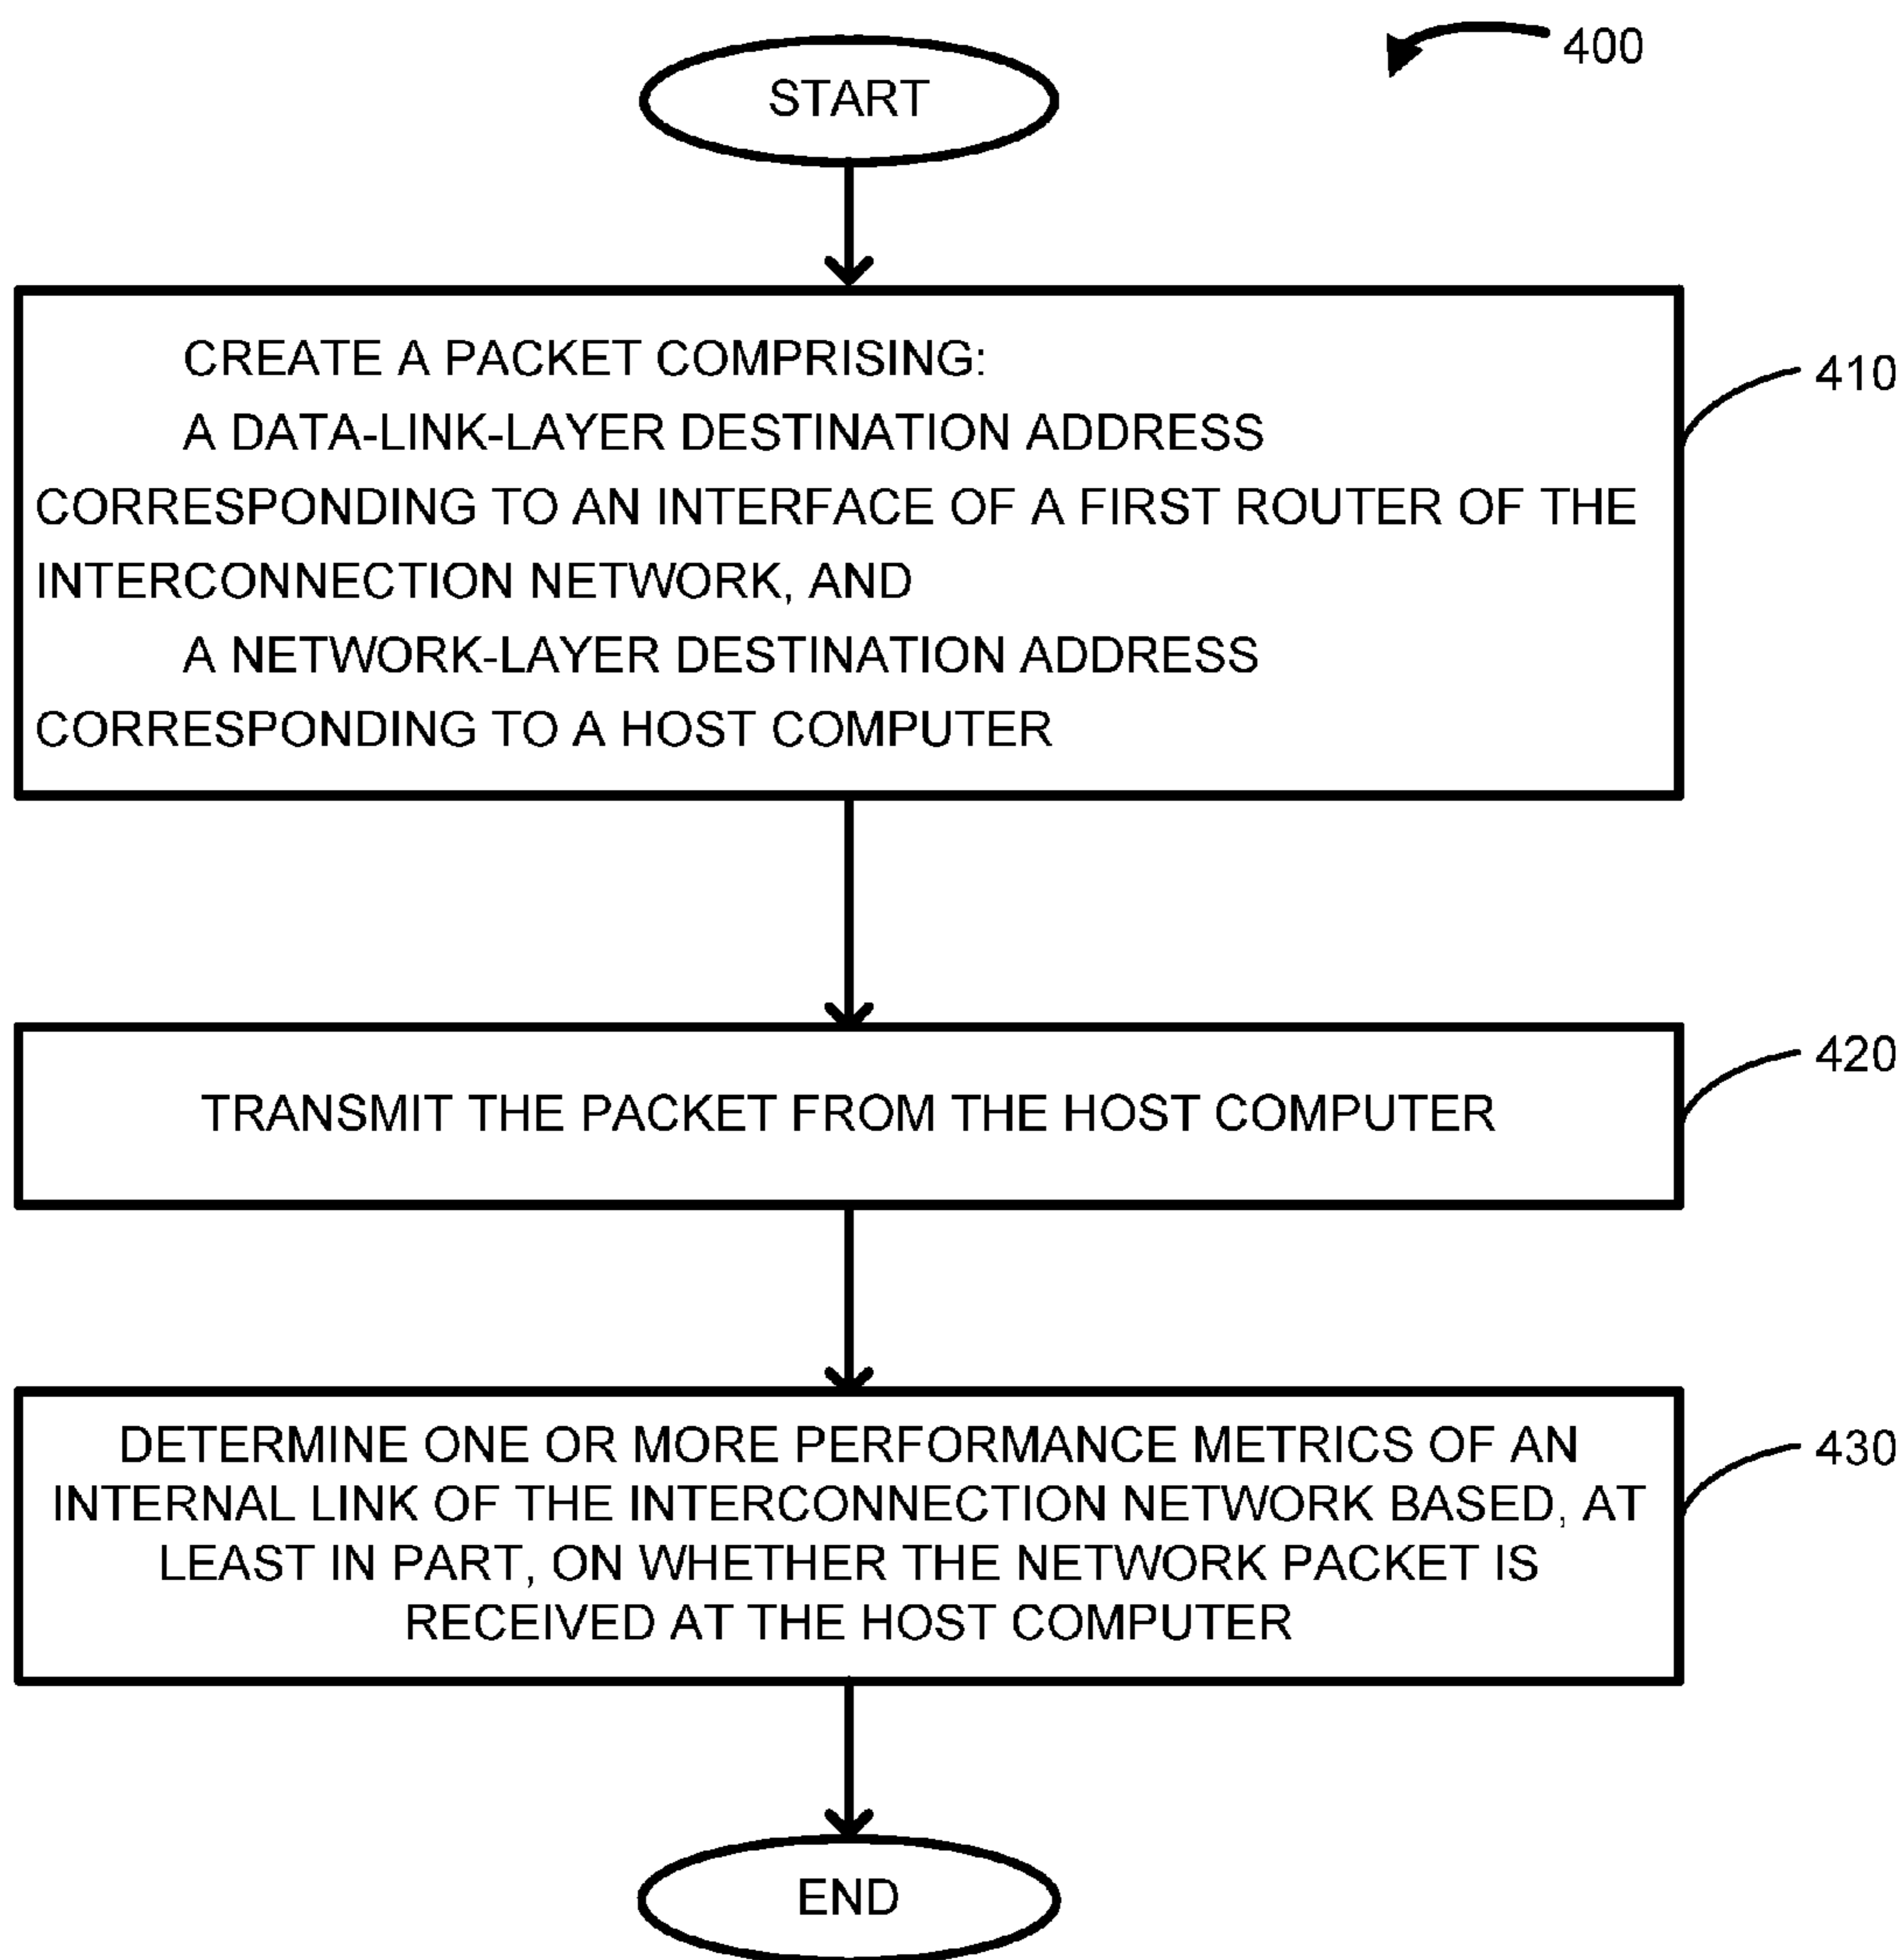 400
START
CREATE A PACKET COMPRISING:
A DATA-LINK-LAYER DESTINATION ADDRESS
CORRESPONDING TO AN INTERFACE OF A FIRST ROUTER OF THE
INTERCONNECTION NETWORK, AND
A NETWORK-LAYER DESTINATION ADDRESS
CORRESPONDING TO A HOST COMPUTER
410
TRANSMIT THE PACKET FROM THE HOST COMPUTER
420
DETERMINE ONE OR MORE PERFORMANCE METRICS OF AN
INTERNAL LINK OF THE INTERCONNECTION NETWORK BASED, AT
LEAST IN PART, ON WHETHER THE NETWORK PACKET IS
RECEIVED AT THE HOST COMPUTER
430
END